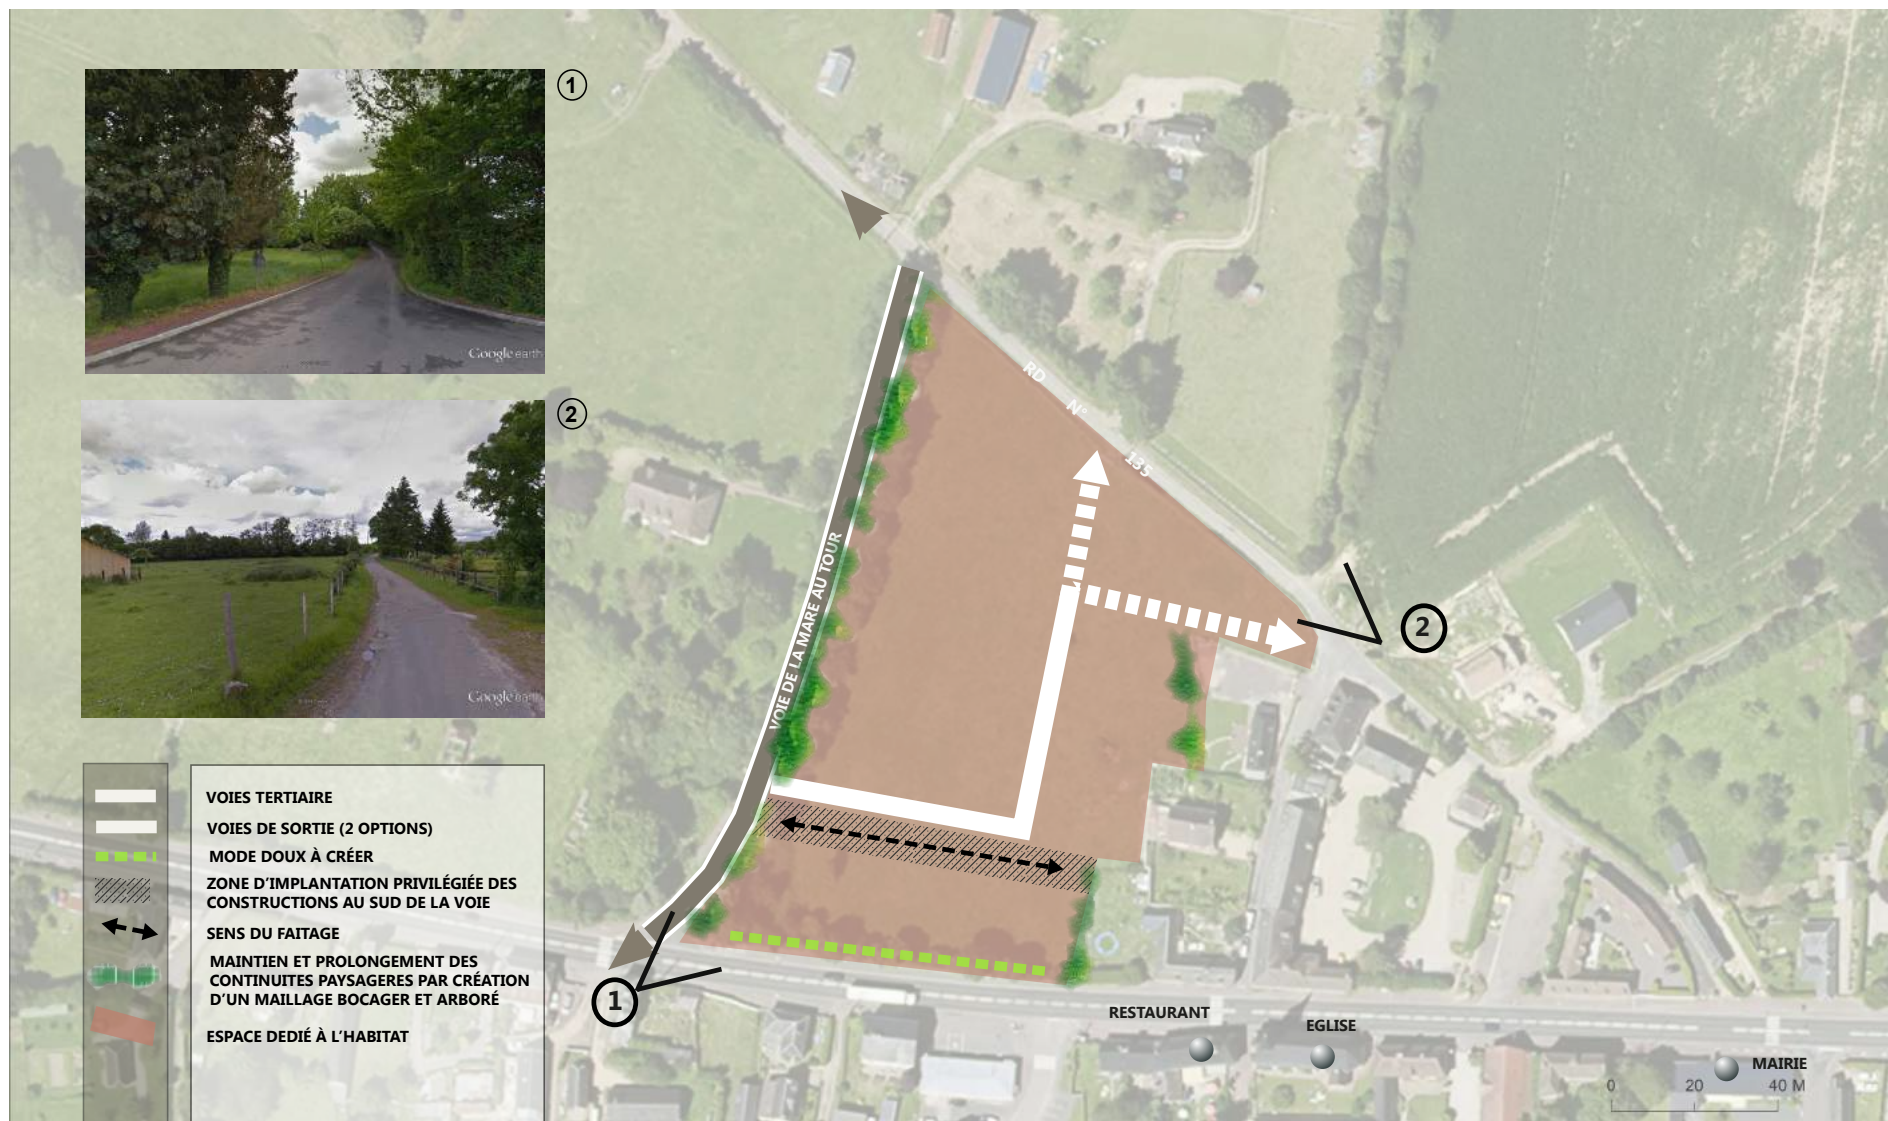 1
Google earth
2
Google earth
RD N° 135
VOIE DE LA MARE AU TOUR
2
1
VOIES TERTIAIRE
VOIES DE SORTIE (2 OPTIONS)
MODE DOUX À CRÉER
ZONE D'IMPLANTATION PRIVILÉGIÉE DES
CONSTRUCTIONS AU SUD DE LA VOIE
SENS DU FAITAGE
MAINTIEN ET PROLONGEMENT DES
CONTINUITES PAYSAGERES PAR CRÉATION
D'UN MAILLAGE BOCAGER ET ARBORÉ
ESPACE DEDIÉ À L'HABITAT
RESTAURANT
EGLISE
MAIRIE
0 20 40 M